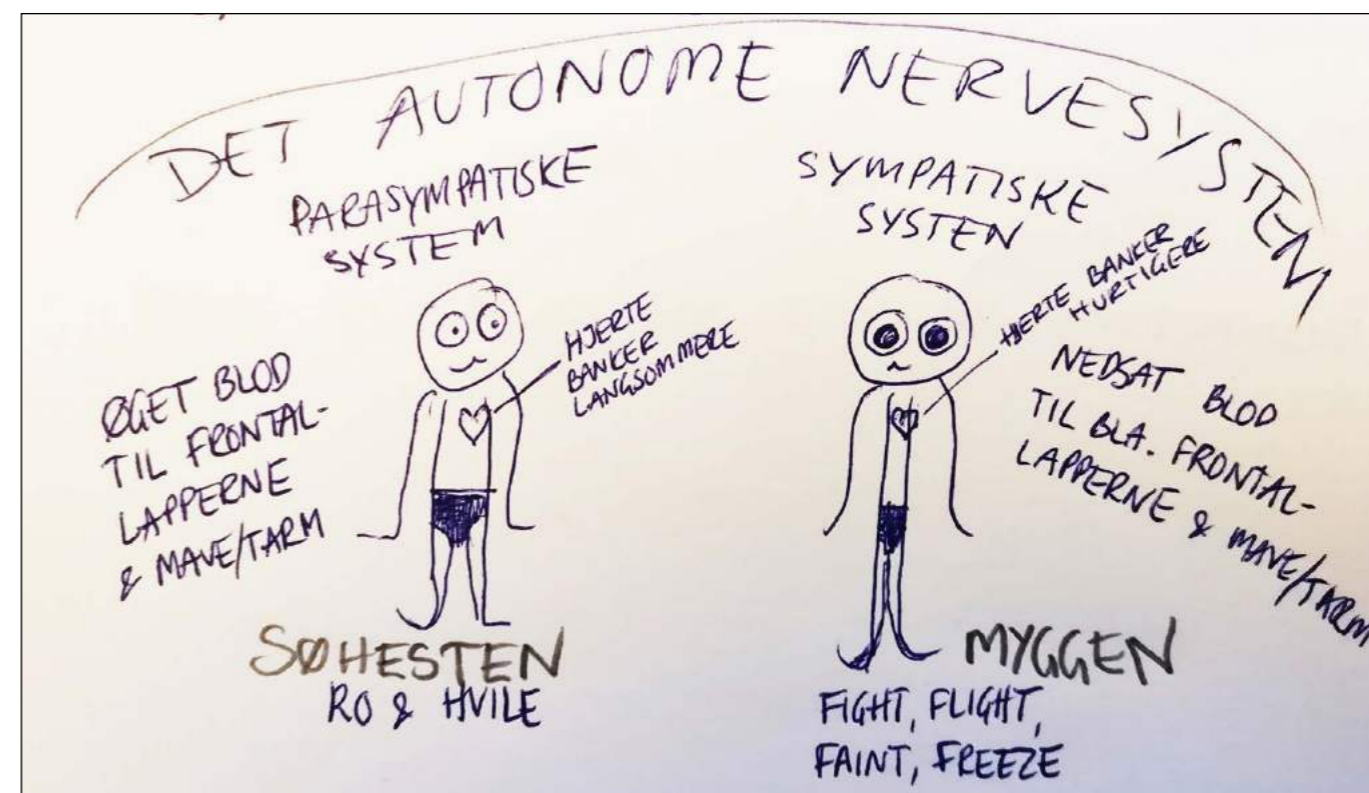 DET AUTONOME NERVESYSTEM
PARASYMPATISKE
SYSTEM
HJERTE
BANKER
LANGSOMMERE
ØGET BLOD
TIL FRONTAL-
LAPPERNE
& MAVE/TARM
SØHESTEN
RO & HVILE
SYMPATISKE
SYSTEN
HJERTE BANKER
HURTIGERE
NEDSAT BLOD
TIL BLA. FRONTAL-
LAPPERNE & MAVE/TARM
MYGGEN
FIGHT, FLIGHT,
FAINT, FREEZE